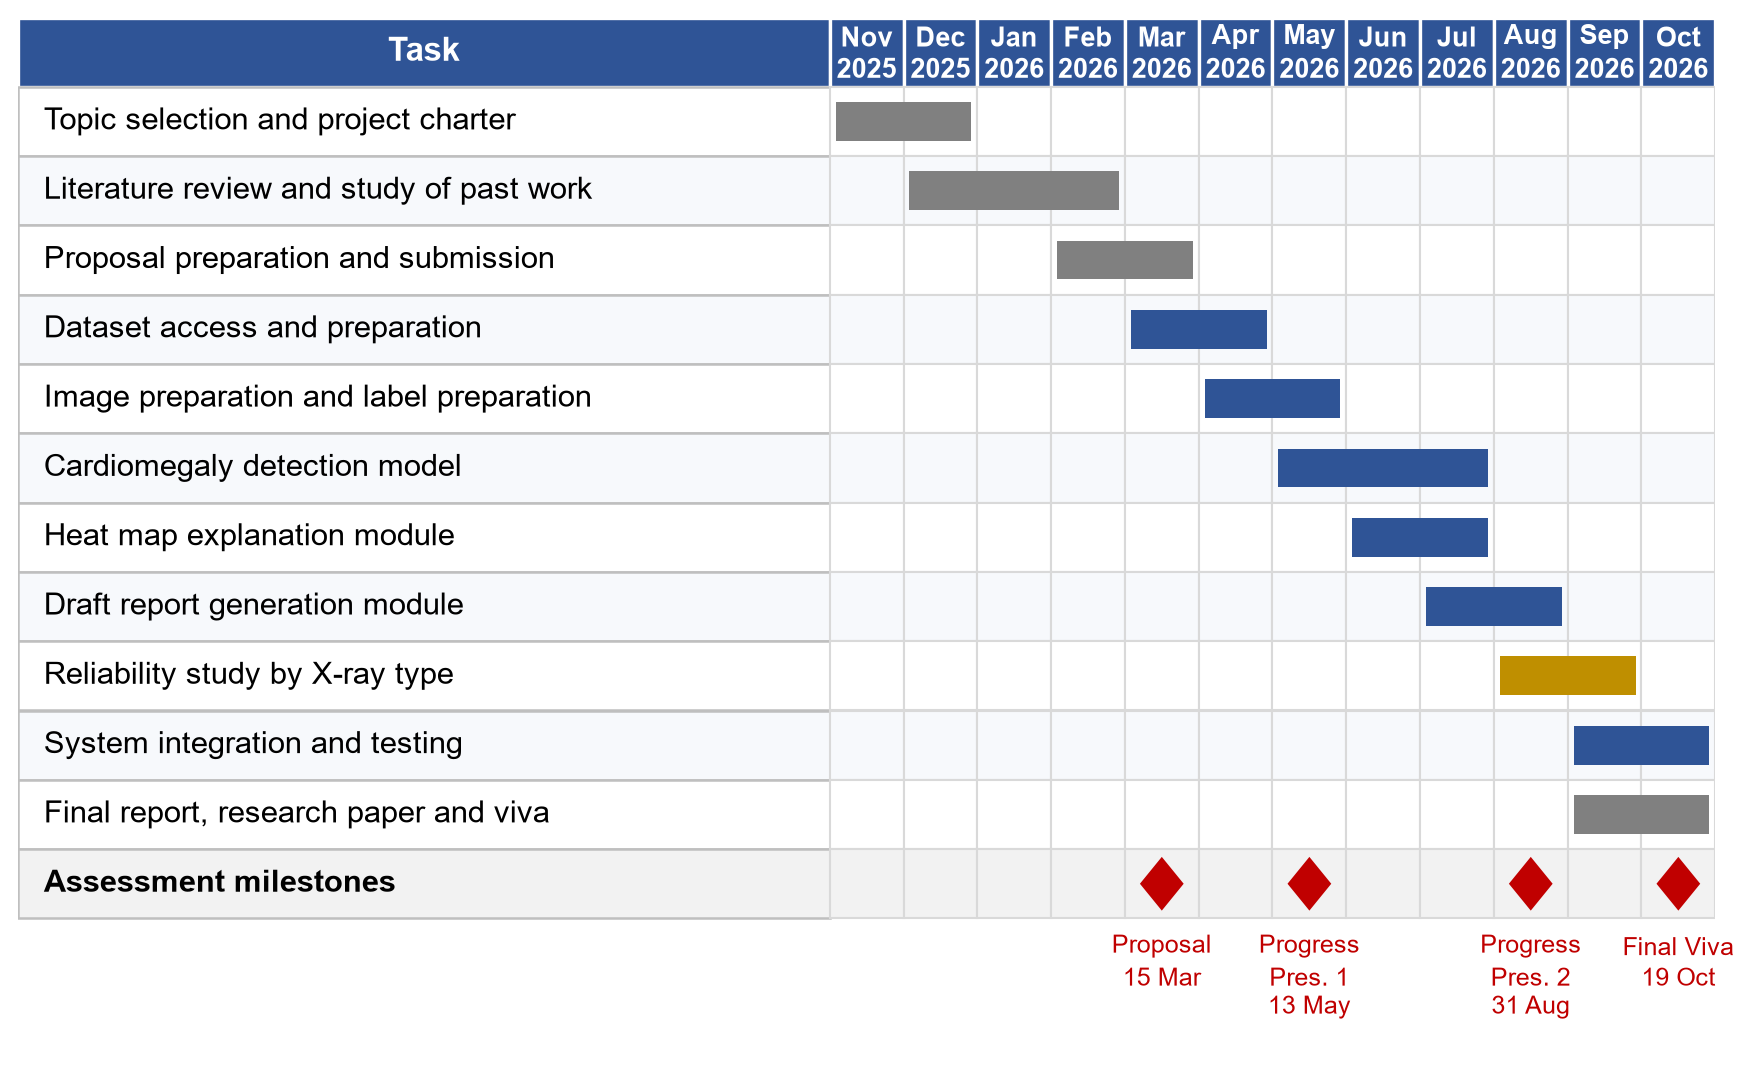 Task
Nov 2025
Dec 2025
Jan 2026
Feb 2026
Mar 2026
Apr 2026
May 2026
Jun 2026
Jul 2026
Aug 2026
Sep 2026
Oct 2026
Topic selection and project charter
Literature review and study of past work
Proposal preparation and submission
Dataset access and preparation
Image preparation and label preparation
Cardiomegaly detection model
Heat map explanation module
Draft report generation module
Reliability study by X-ray type
System integration and testing
Final report, research paper and viva
Assessment milestones
Proposal
15 Mar
Progress
Pres. 1
13 May
Progress
Pres. 2
31 Aug
Final Viva
19 Oct